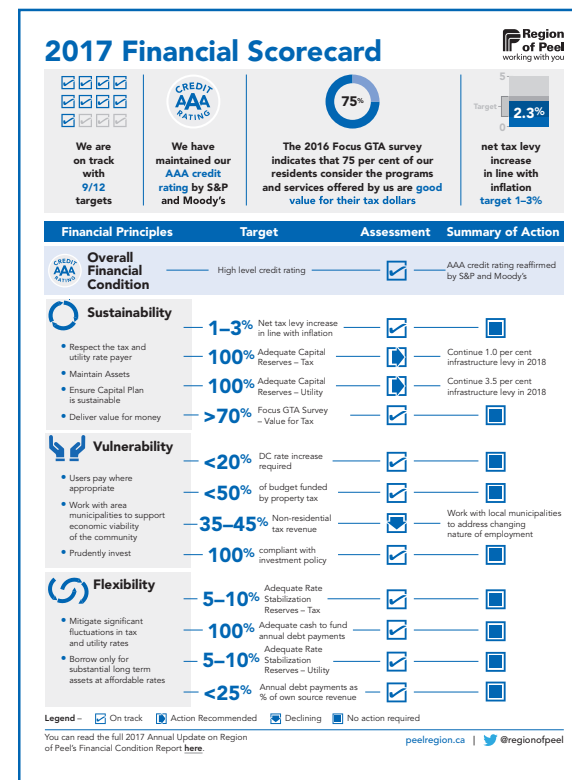 2017 Financial Scorecard
Region
of Peel
working with you
CREDIT
AAA
RATING
75%
5
Target
0
2.3%
We are
on track
with
9/12
targets
We have
maintained our
AAA credit
rating by S&P
and Moody's
The 2016 Focus GTA survey
indicates that 75 per cent of our
residents consider the programs
and services offered by us are good
value for their tax dollars
net tax levy
increase
in line with
inflation
target 1–3%
Financial Principles Target Assessment Summary of Action
CREDIT
AAA
RATING
Overall
Financial
Condition
High level credit rating
AAA credit rating reaffirmed
by S&P and Moody's
Sustainability
• Respect the tax and
utility rate payer
• Maintain Assets
• Ensure Capital Plan
is sustainable
• Deliver value for money
1–3% Net tax levy increase
in line with inflation
100% Adequate Capital
Reserves – Tax
Continue 1.0 per cent
infrastructure levy in 2018
100% Adequate Capital
Reserves – Utility
Continue 3.5 per cent
infrastructure levy in 2018
>70% Focus GTA Survey
– Value for Tax
Vulnerability
• Users pay where
appropriate
• Work with area
municipalities to support
economic viability
of the community
• Prudently invest
<20% DC rate increase
required
<50% of budget funded
by property tax
35–45% Non-residential
tax revenue
Work with local municipalities
to address changing
nature of employment
100% compliant with
investment policy
Flexibility
• Mitigate significant
fluctuations in tax
and utility rates
• Borrow only for
substantial long term
assets at affordable rates
5–10% Adequate Rate
Stabilization
Reserves – Tax
100% Adequate cash to fund
annual debt payments
5–10% Adequate Rate
Stabilization
Reserves – Utility
<25% Annual debt payments as
% of own source revenue
Legend – On track Action Recommended Declining No action required
You can read the full 2017 Annual Update on Region
of Peel's Financial Condition Report here.
peelregion.ca | @regionofpeel